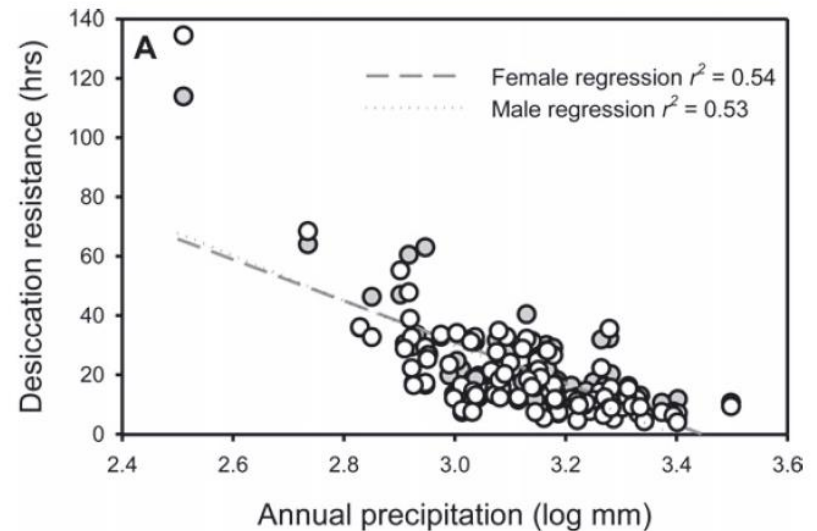 A
Female regression r² = 0.54
Male regression r² = 0.53
Desiccation resistance (hrs)
140
120
100
80
60
40
20
0
2.4 2.6 2.8 3.0 3.2 3.4 3.6
Annual precipitation (log mm)